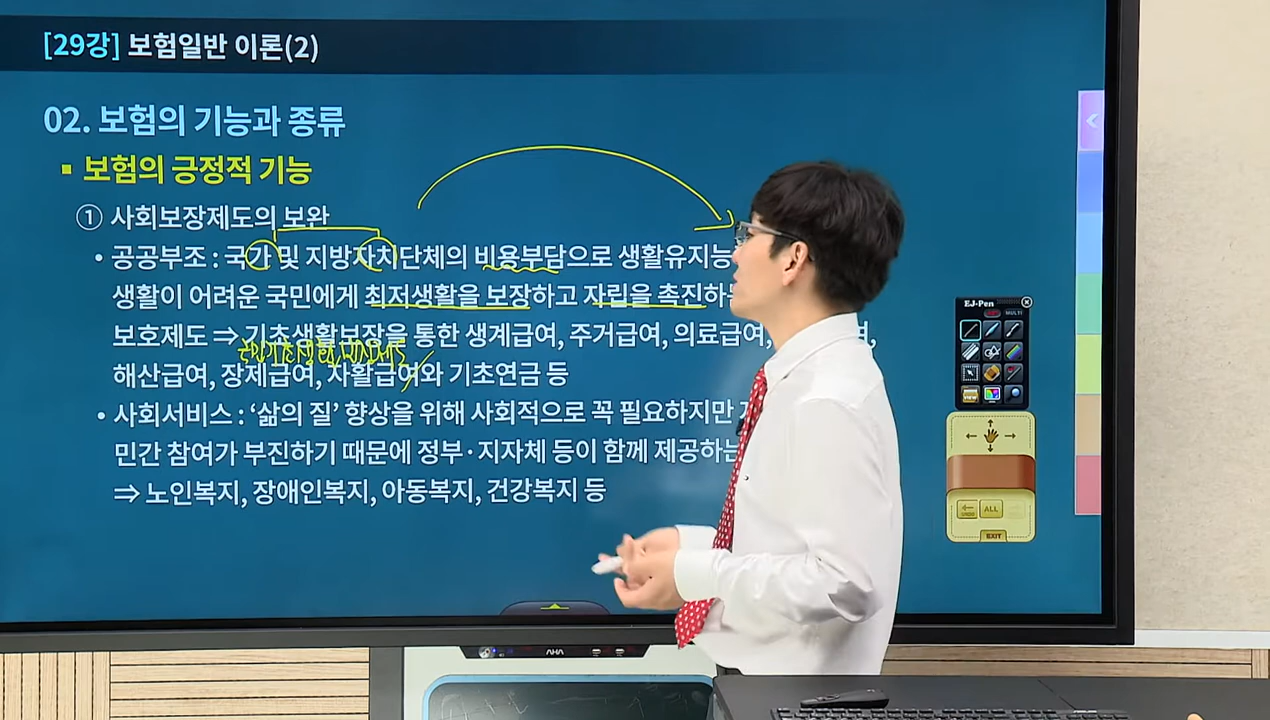 [29강] 보험일반 이론(2)
02. 보험의 기능과 종류
▪ 보험의 긍정적 기능
① 사회보장제도의 보완
• 공공부조 : 국가 및 지방자치단체의 비용부담으로 생활유지능
생활이 어려운 국민에게 최저생활을 보장하고 자립을 촉진하
보호제도 ⇒ 기초생활보장을 통한 생계급여, 주거급여, 의료급여, 여,
해산급여, 장제급여, 자활급여와 기초연금 등
• 사회서비스 : ‘삶의 질’ 향상을 위해 사회적으로 꼭 필요하지만
민간 참여가 부진하기 때문에 정부·지자체 등이 함께 제공하는
⇒ 노인복지, 장애인복지, 아동복지, 건강복지 등
EJ-Pen
MULTI
VIEW
ALL
EXIT
AHA